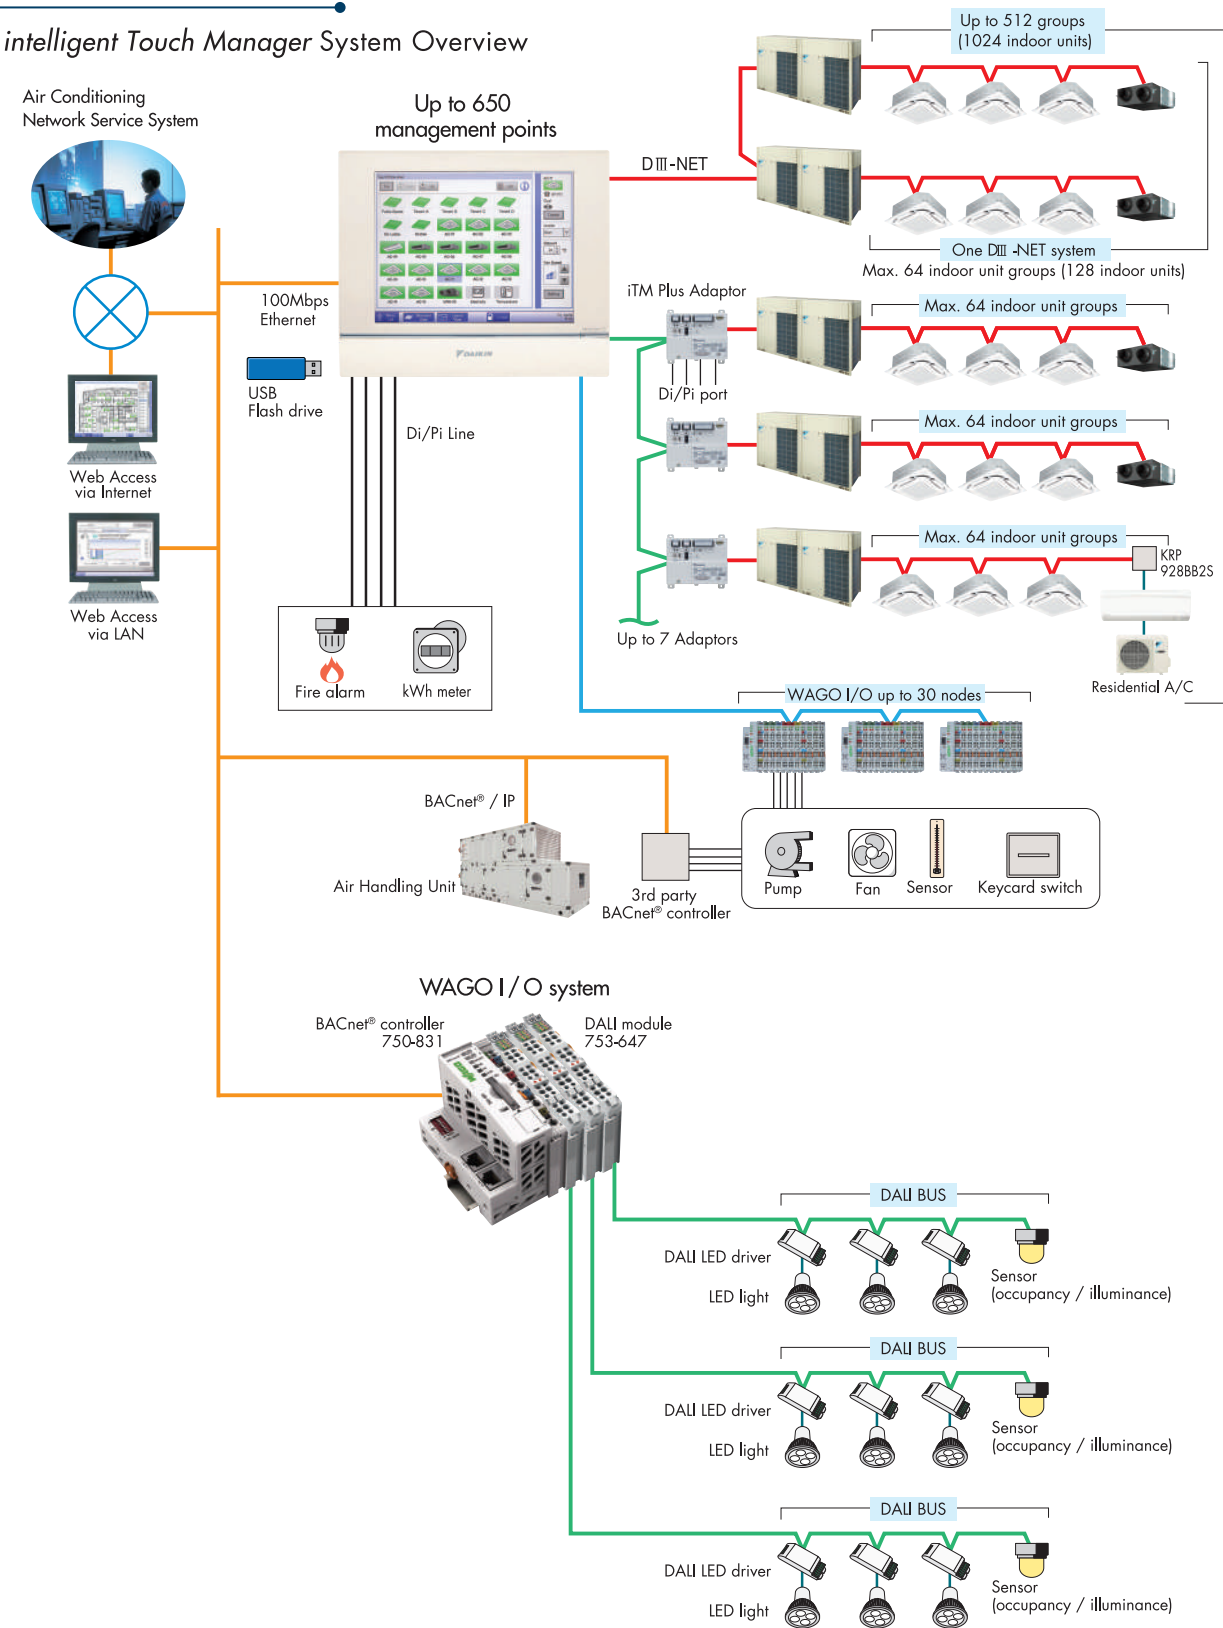 intelligent Touch Manager System Overview
Air Conditioning
Network Service System
Up to 650
management points
DIII-NET
Up to 512 groups
(1024 indoor units)
One DIII -NET system
Max. 64 indoor unit groups (128 indoor units)
100Mbps
Ethernet
USB
Flash drive
DAIKIN
Di/Pi Line
iTM Plus Adaptor
Di/Pi port
Max. 64 indoor unit groups
Max. 64 indoor unit groups
Max. 64 indoor unit groups
KRP
928BB2S
Up to 7 Adaptors
Residential A/C
Web Access
via Internet
Web Access
via LAN
Fire alarm
kWh meter
WAGO I/O up to 30 nodes
BACnet® / IP
Air Handling Unit
3rd party
BACnet® controller
Pump
Fan
Sensor
Keycard switch
WAGO I/O system
BACnet® controller
750-831
DALI module
753-647
DALI BUS
DALI LED driver
LED light
Sensor
(occupancy / illuminance)
DALI BUS
DALI LED driver
LED light
Sensor
(occupancy / illuminance)
DALI BUS
DALI LED driver
LED light
Sensor
(occupancy / illuminance)